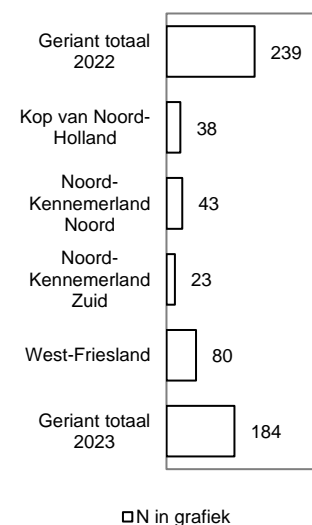 Geriant totaal
2022
239
Kop van Noord-
Holland
38
Noord-
Kennemerland
Noord
43
Noord-
Kennemerland
Zuid
23
West-Friesland
80
Geriant totaal
2023
184
N in grafiek